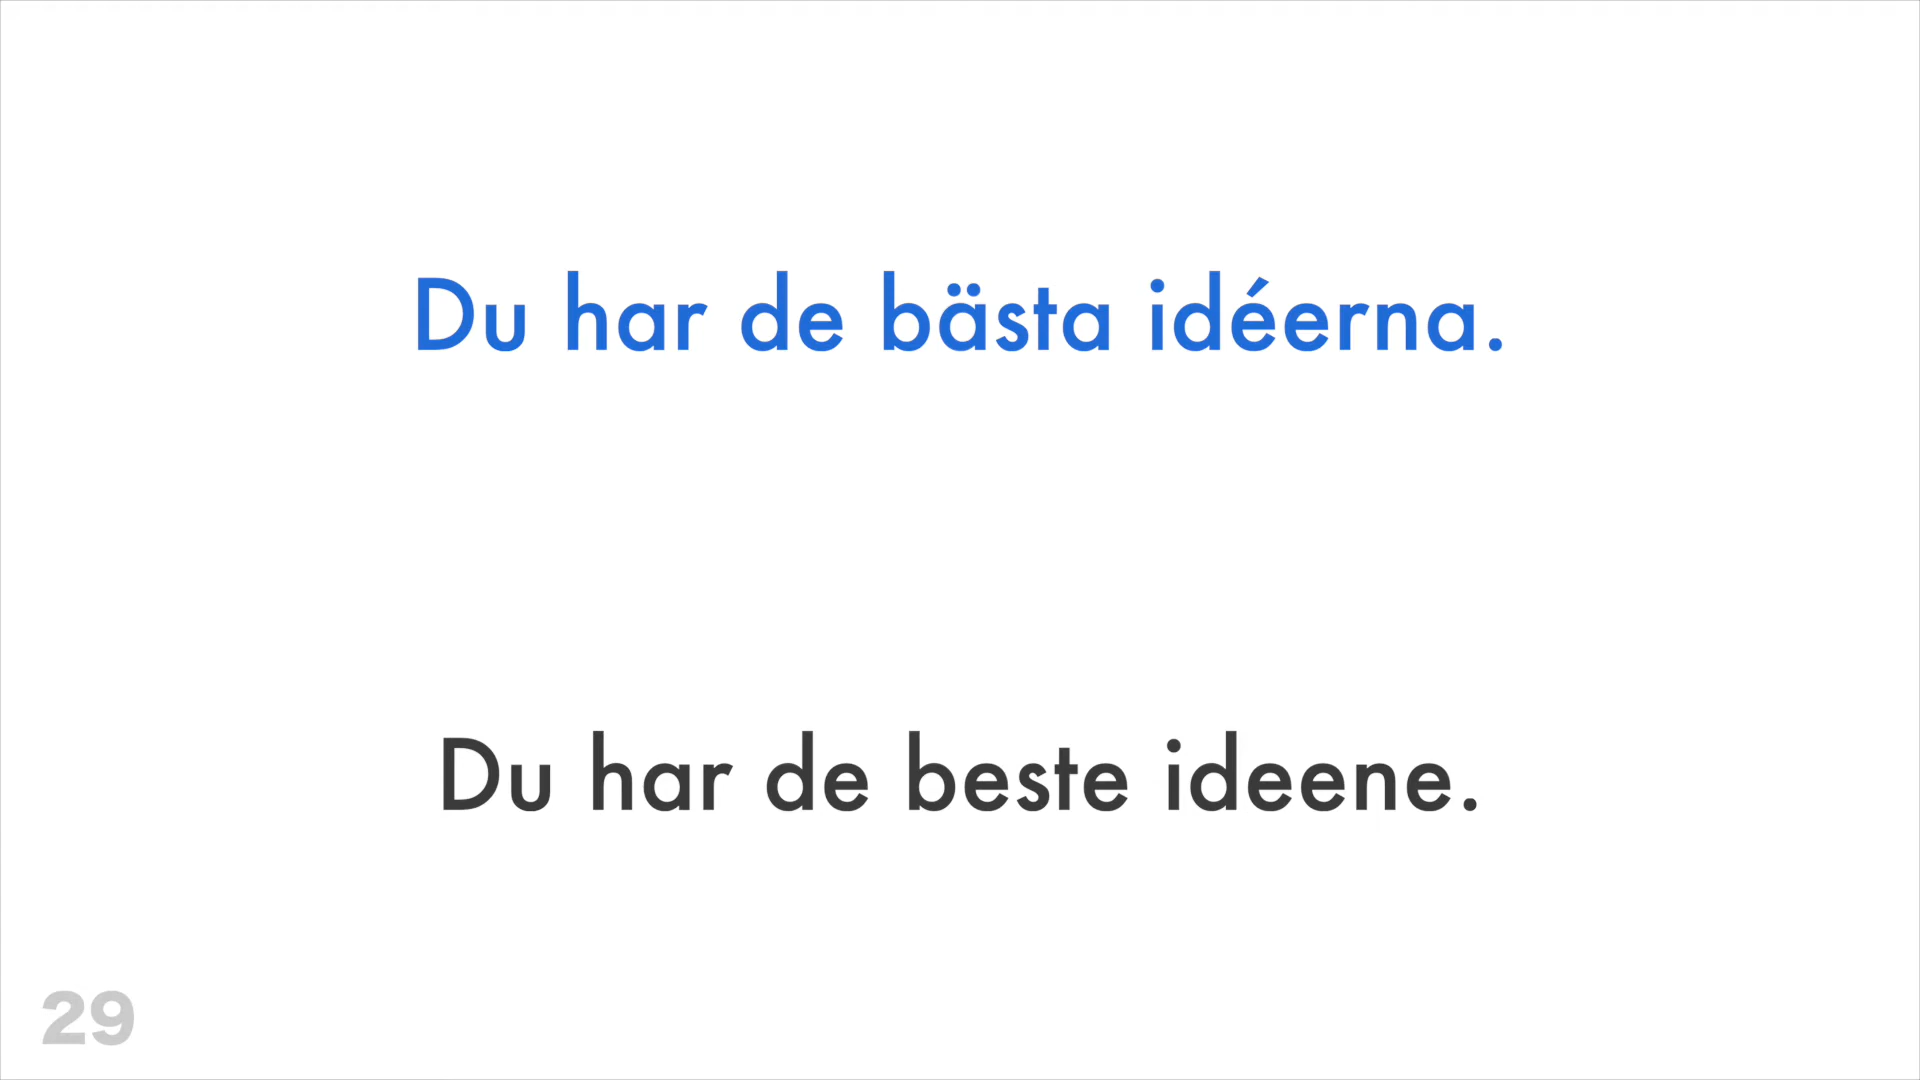 Du har de bästa idéerna.
Du har de beste ideene.
29